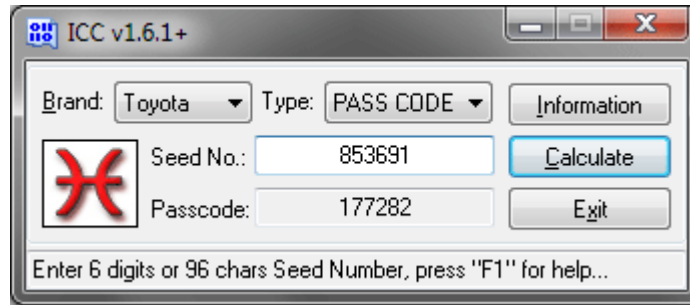 ICC v1.6.1+
Brand: Toyota Type: PASS CODE Information
Seed No.: 853691 Calculate
Passcode: 177282 Exit
Enter 6 digits or 96 chars Seed Number, press "F1" for help...